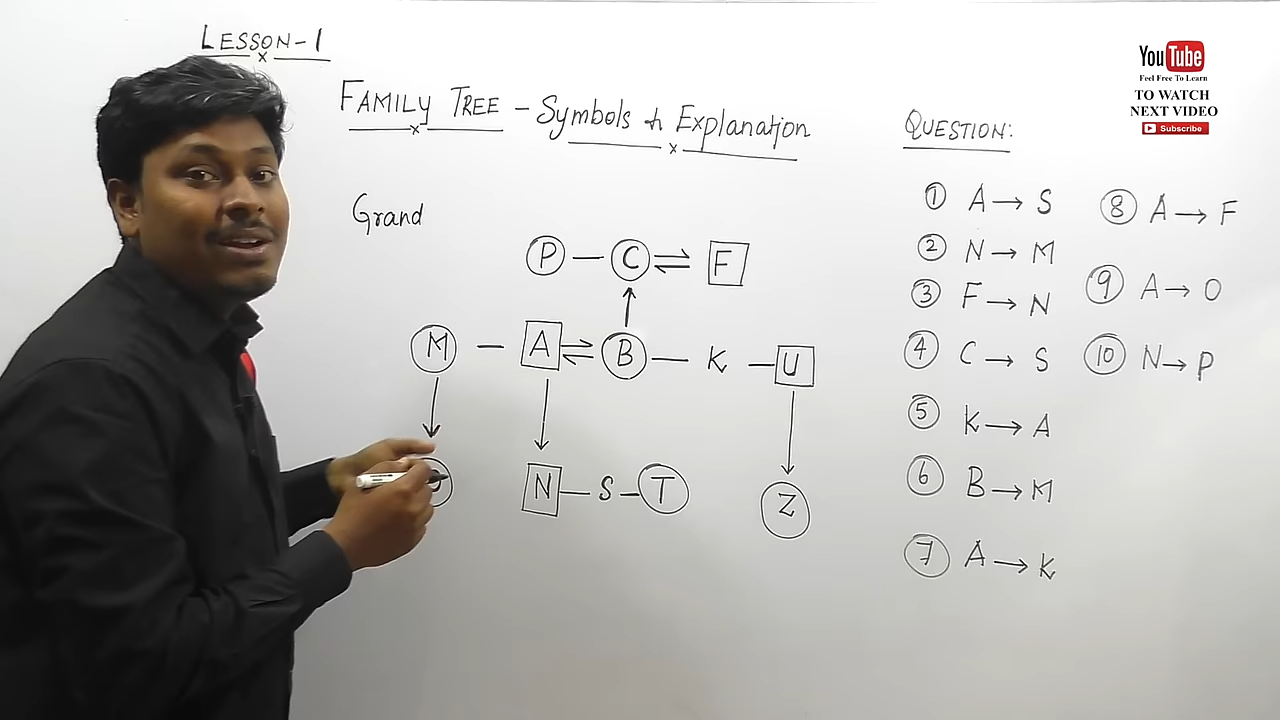 LESSON-1
FAMILY TREE - Symbols & Explanation
Grand
P - C ⇌ F
M - A ⇌ B - K - U
N - S - T
Z
QUESTION:
① A → S
② N → M
③ F → N
④ C → S
⑤ K → A
⑥ B → M
⑦ A → K
⑧ A → F
⑨ A → O
⑩ N → P
YouTube
Feel Free To Learn
TO WATCH
NEXT VIDEO
Subscribe